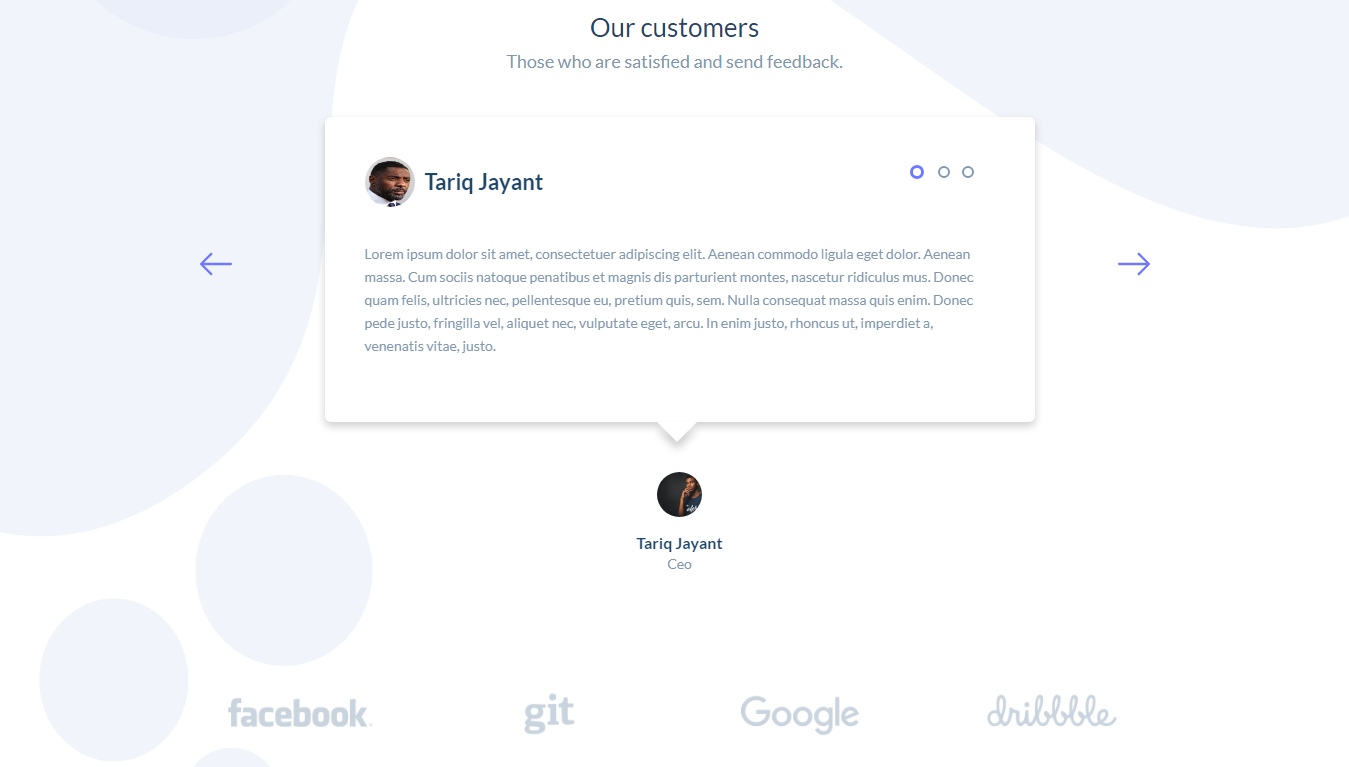 Our customers
Those who are satisfied and send feedback.
Tariq Jayant
Lorem ipsum dolor sit amet, consectetuer adipiscing elit. Aenean commodo ligula eget dolor. Aenean
massa. Cum sociis natoque penatibus et magnis dis parturient montes, nascetur ridiculus mus. Donec
quam felis, ultricies nec, pellentesque eu, pretium quis, sem. Nulla consequat massa quis enim. Donec
pede justo, fringilla vel, aliquet nec, vulputate eget, arcu. In enim justo, rhoncus ut, imperdiet a,
venenatis vitae, justo.
Tariq Jayant
Ceo
facebook. git Google dribbble